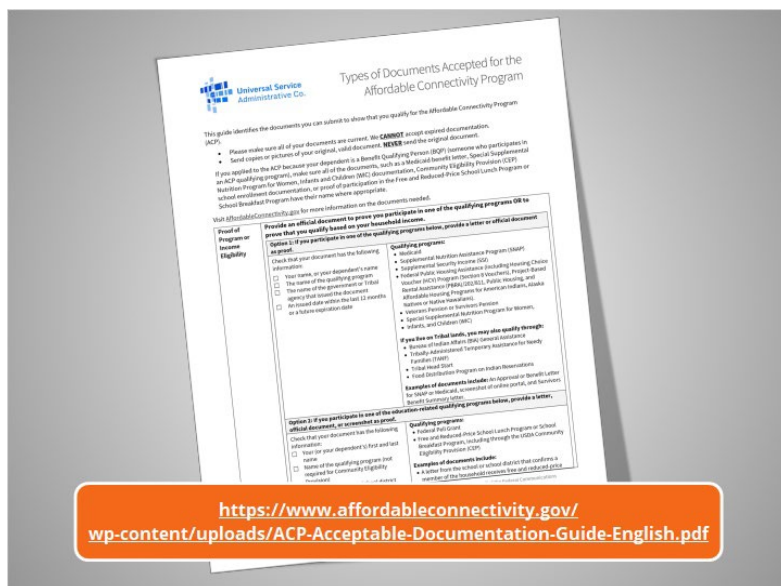 Universal Service
Administrative Co.
Types of Documents Accepted for the
Affordable Connectivity Program
This guide identifies the documents you can submit to show that you qualify for the Affordable Connectivity Program
(ACP).
• Please make sure all of your documents are current. We CANNOT accept expired documentation.
• Send copies or pictures of your original, valid document. NEVER send the original document.
If you applied to the ACP because your dependent is a Benefit Qualifying Person (BQP) (someone who participates in
an ACP qualifying program), make sure all of the documents, such as a Medicaid benefit letter, Special Supplemental
Nutrition Program for Women, Infants and Children (WIC) documentation, Community Eligibility Provision (CEP)
school enrollment documentation, or proof of participation in the Free and Reduced-Price School Lunch Program or
School Breakfast Program have their name where appropriate.
Visit AffordableConnectivity.gov for more information on the documents needed.
Proof of
Program or
Income
Eligibility
Provide an official document to prove you participate in one of the qualifying programs OR to
prove that you qualify based on your household income.
Option 1: If you participate in one of the qualifying programs below, provide a letter or official document
as proof.
Check that your document has the following
information:
☐ Your name, or your dependent's name
☐ The name of the qualifying program
☐ The name of the government or Tribal
agency that issued the document
☐ An issued date within the last 12 months
or a future expiration date
Qualifying programs:
• Medicaid
• Supplemental Nutrition Assistance Program (SNAP)
• Supplemental Security Income (SSI)
• Federal Public Housing Assistance (including Housing Choice
Voucher (HCV) Program (Section 8 Vouchers), Project-Based
Rental Assistance (PBRA)/202/811, Public Housing, and
Affordable Housing Programs for American Indians, Alaska
Natives or Native Hawaiians).
• Veterans Pension or Survivors Pension
• Special Supplemental Nutrition Program for Women,
• Infants, and Children (WIC)
If you live on Tribal lands, you may also qualify through:
• Bureau of Indian Affairs (BIA) General Assistance
• Tribally-Administered Temporary Assistance for Needy
Families (TANF)
• Tribal Head Start
• Food Distribution Program on Indian Reservations
Examples of documents include: An Approval or Benefit Letter
for SNAP or Medicaid, screenshot of online portal, and Survivors
Benefit Summary letter.
Option 2: If you participate in one of the education-related qualifying programs below, provide a letter,
official document, or screenshot as proof.
Check that your document has the following
information:
☐ Your (or your dependent's) first and last
name
☐ Name of the qualifying program (not
required for Community Eligibility
Qualifying programs:
• Federal Pell Grant
• Free and Reduced-Price School Lunch Program or School
Breakfast Program, including through the USDA Community
Eligibility Provision (CEP)
Examples of documents include:
• A letter from the school or school district that confirms a
member of the household receives free and reduced-price
https://www.affordableconnectivity.gov/
wp-content/uploads/ACP-Acceptable-Documentation-Guide-English.pdf